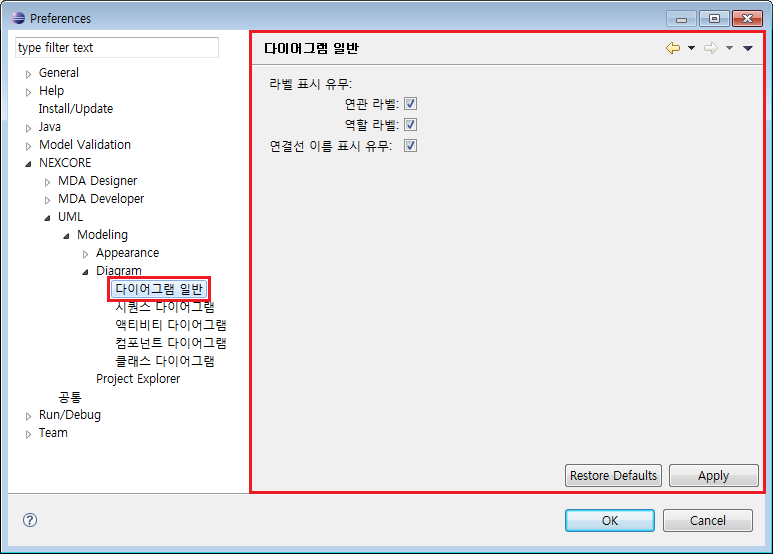 Preferences
type filter text
General
Help
Install/Update
Java
Model Validation
NEXCORE
MDA Designer
MDA Developer
UML
Modeling
Appearance
Diagram
다이어그램 일반
시퀀스 다이어그램
액티비티 다이어그램
컴포넌트 다이어그램
클래스 다이어그램
Project Explorer
공통
Run/Debug
Team
다이어그램 일반
라벨 표시 유무:
연관 라벨:
역할 라벨:
연결선 이름 표시 유무:
Restore Defaults
Apply
OK
Cancel